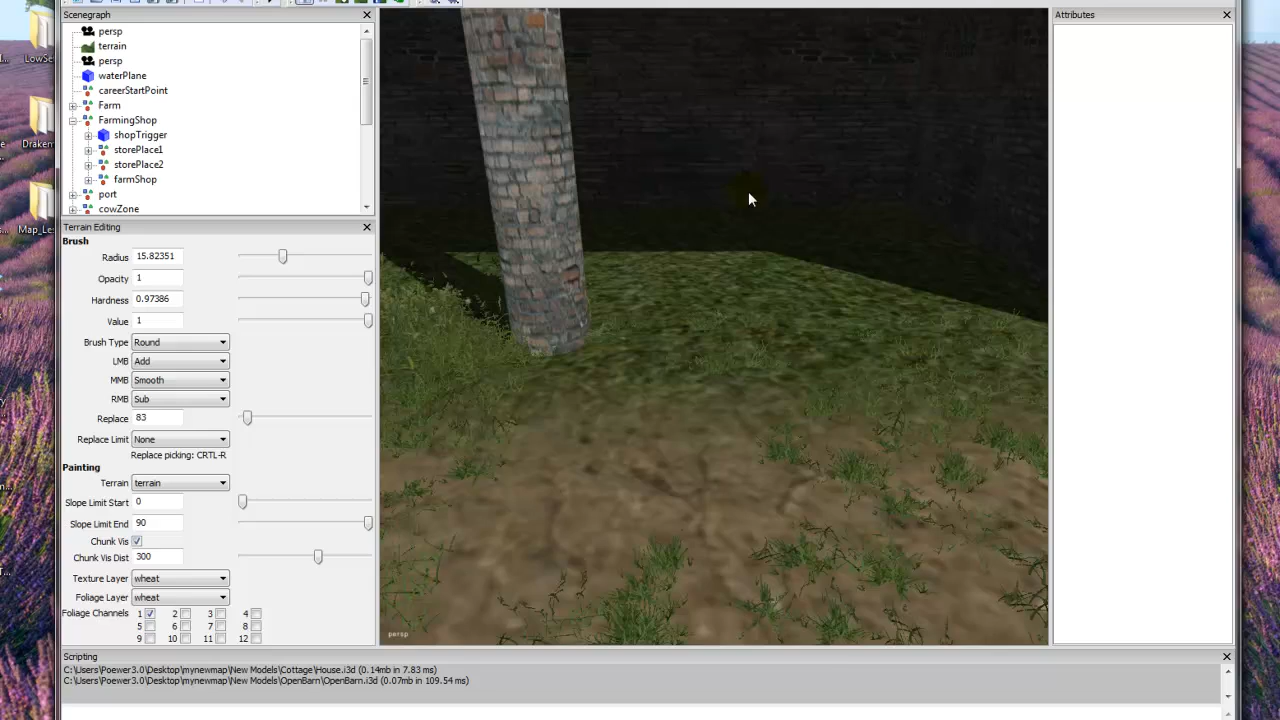 Scenegraph
Attributes
persp
terrain
persp
waterPlane
careerStartPoint
Farm
FarmingShop
shopTrigger
storePlace1
storePlace2
farmShop
port
cowZone
Terrain Editing
Brush
Radius 15.82351
Opacity 1
Hardness 0.97386
Value 1
Brush Type Round
LMB Add
MMB Smooth
RMB Sub
Replace 83
Replace Limit None
Replace picking: CRTL-R
Painting
Terrain terrain
Slope Limit Start 0
Slope Limit End 90
Chunk Vis
Chunk Vis Dist 300
Texture Layer wheat
Foliage Layer wheat
Foliage Channels 1 2 3 4
5 6 7 8
9 10 11 12
persp
Scripting
C:\Users\Poewer3.0\Desktop\mynewmap\New Models\Cottage\House.i3d (0.14mb in 7.83 ms)
C:\Users\Poewer3.0\Desktop\mynewmap\New Models\OpenBarn\OpenBarn.i3d (0.07mb in 109.54 ms)